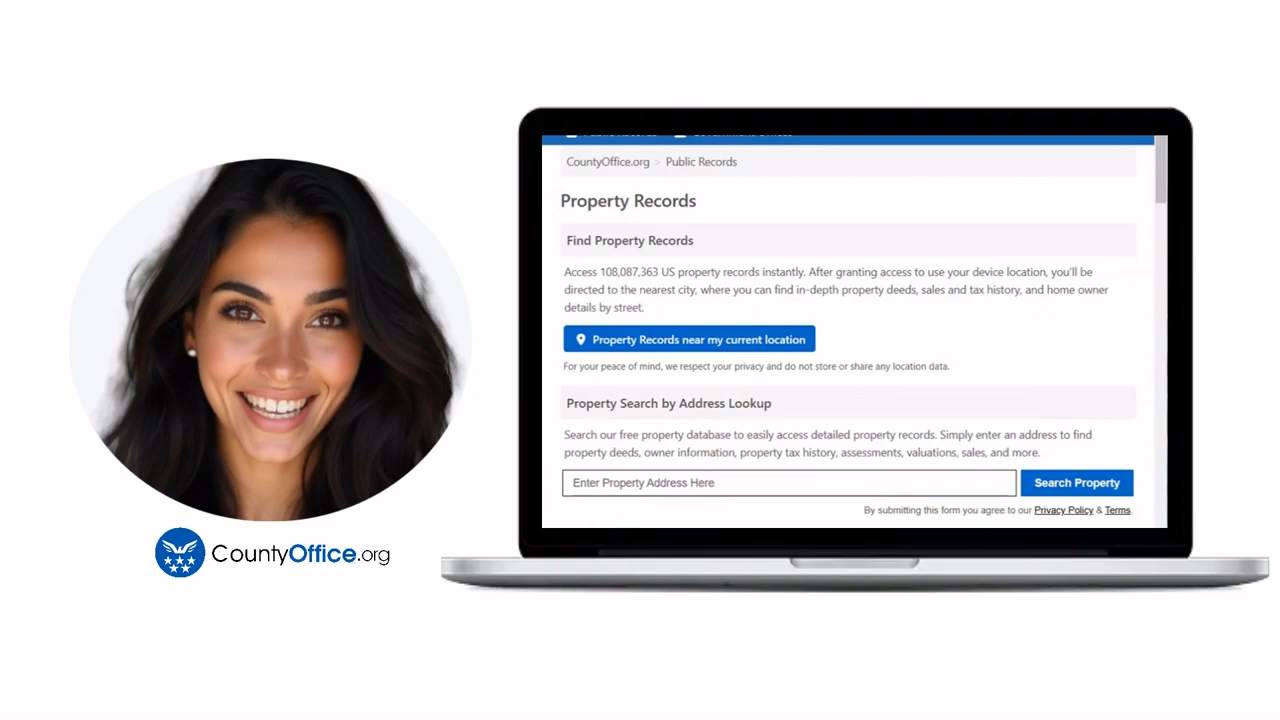 CountyOffice.org > Public Records
Property Records
Find Property Records
Access 108,087,363 US property records instantly. After granting access to use your device location, you'll be
directed to the nearest city, where you can find in-depth property deeds, sales and tax history, and home owner
details by street.
Property Records near my current location
For your peace of mind, we respect your privacy and do not store or share any location data.
Property Search by Address Lookup
Search our free property database to easily access detailed property records. Simply enter an address to find
property deeds, owner information, property tax history, assessments, valuations, sales, and more.
Enter Property Address Here
Search Property
By submitting this form you agree to our Privacy Policy & Terms.
CountyOffice.org